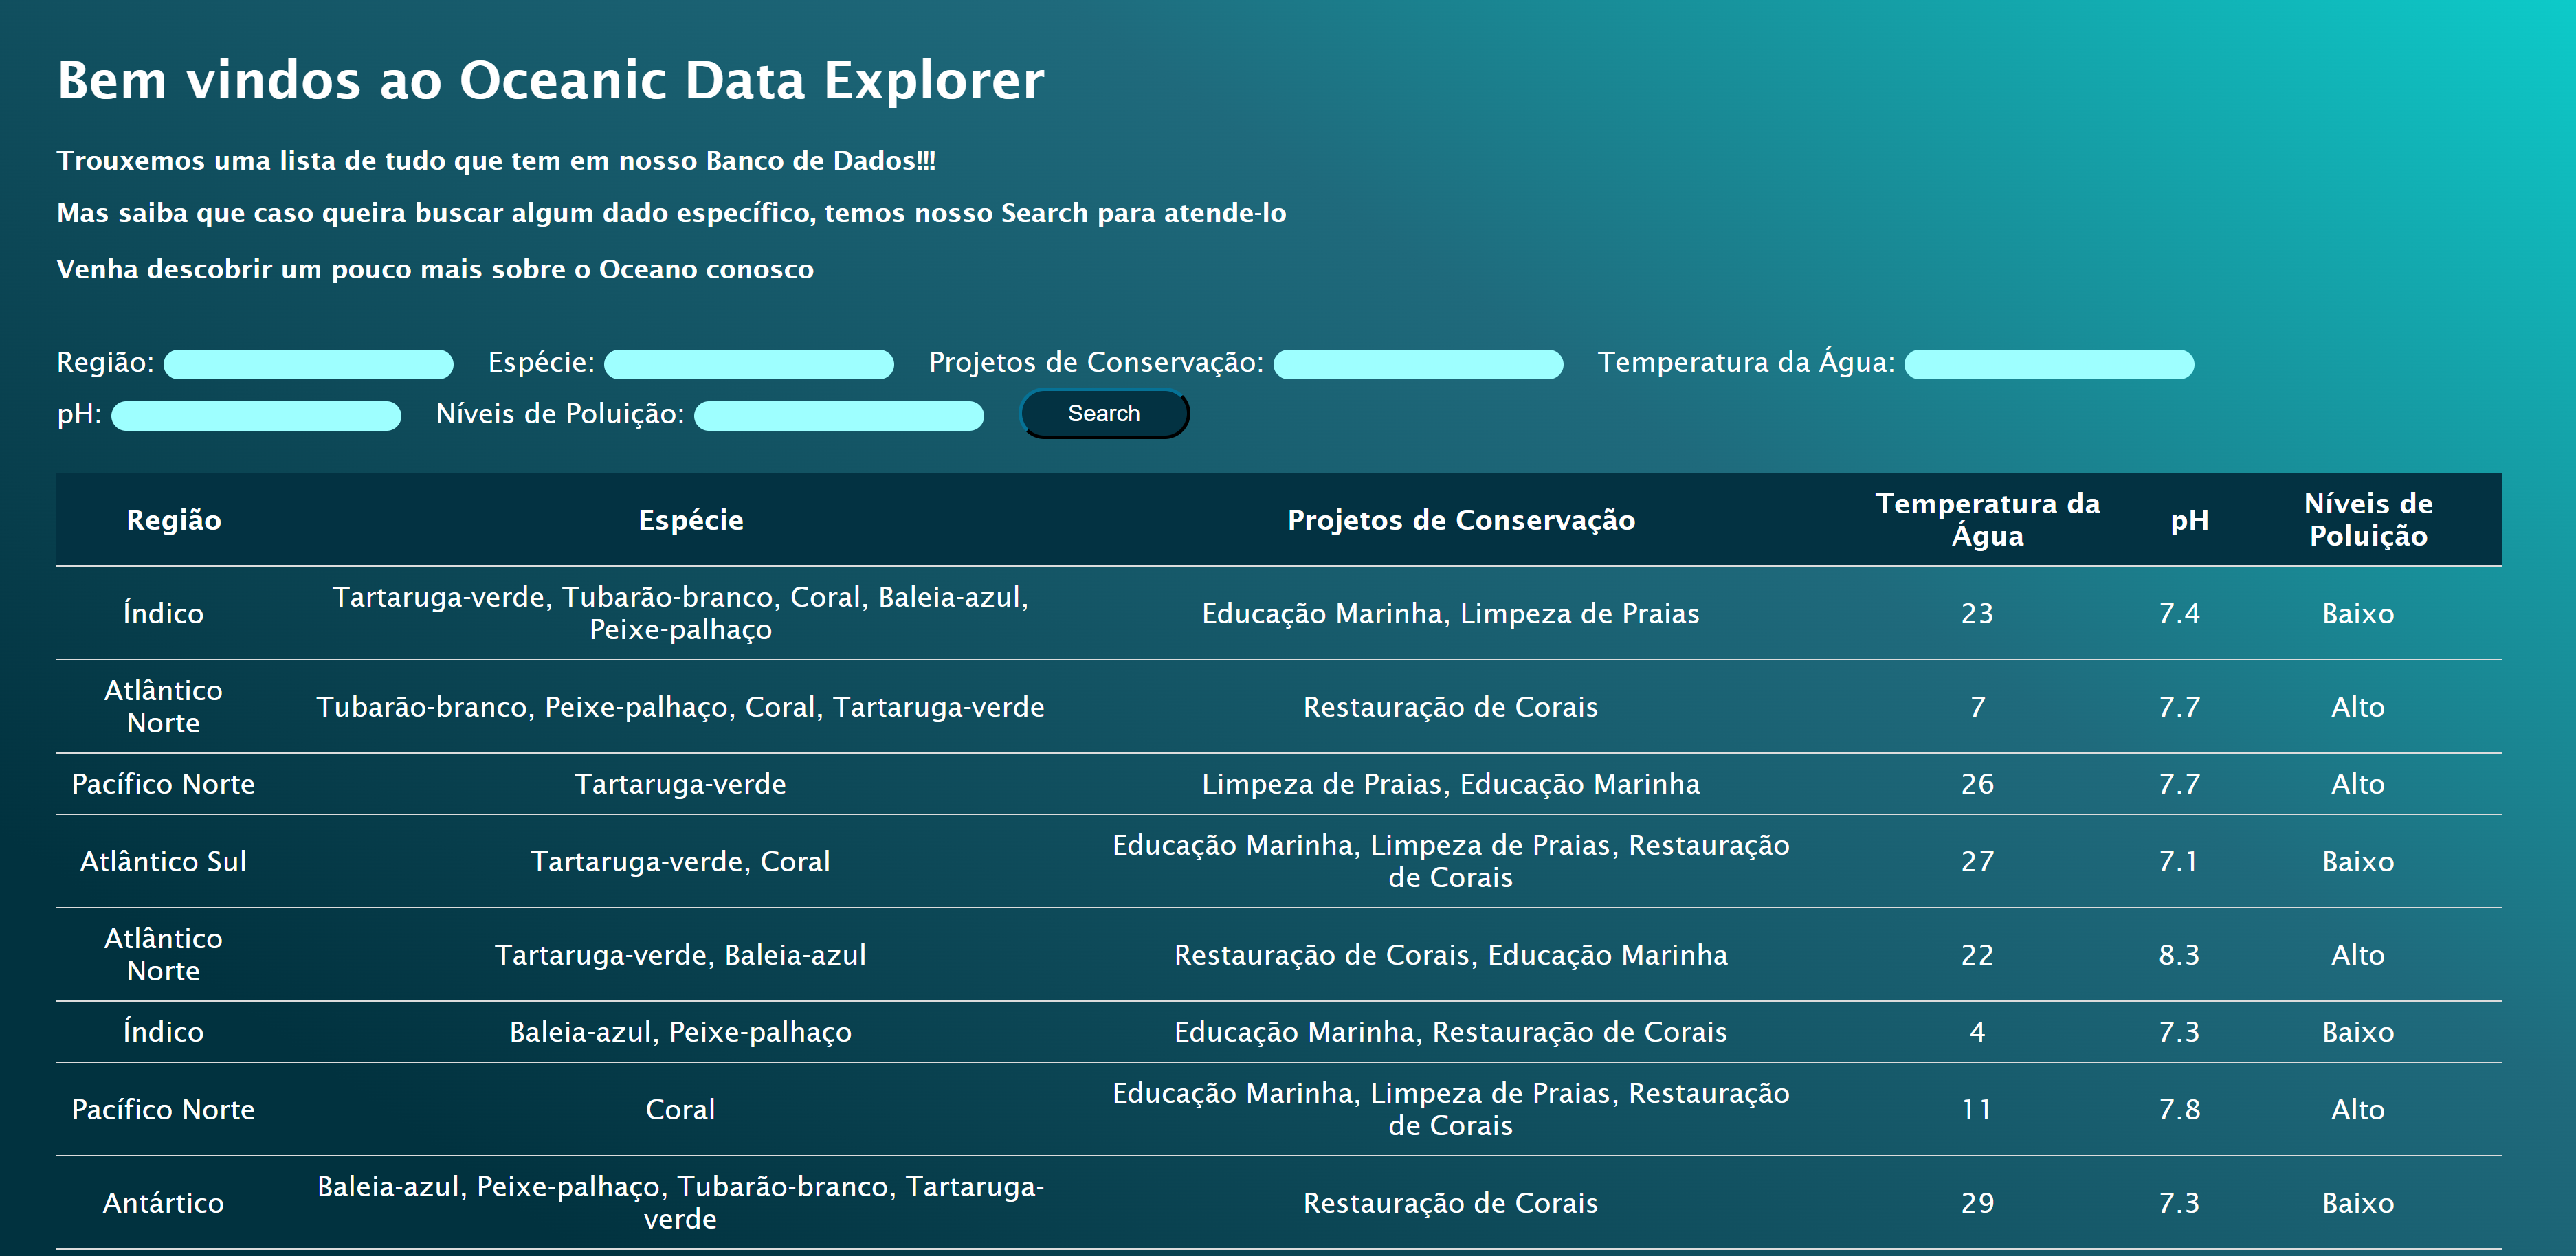 Bem vindos ao Oceanic Data Explorer
Trouxemos uma lista de tudo que tem em nosso Banco de Dados!!!
Mas saiba que caso queira buscar algum dado específico, temos nosso Search para atende-lo
Venha descobrir um pouco mais sobre o Oceano conosco
Região: Espécie: Projetos de Conservação: Temperatura da Água:
pH: Níveis de Poluição: Search
Região Espécie Projetos de Conservação Temperatura da Água pH Níveis de Poluição
Índico Tartaruga-verde, Tubarão-branco, Coral, Baleia-azul, Peixe-palhaço Educação Marinha, Limpeza de Praias 23 7.4 Baixo
Atlântico Norte Tubarão-branco, Peixe-palhaço, Coral, Tartaruga-verde Restauração de Corais 7 7.7 Alto
Pacífico Norte Tartaruga-verde Limpeza de Praias, Educação Marinha 26 7.7 Alto
Atlântico Sul Tartaruga-verde, Coral Educação Marinha, Limpeza de Praias, Restauração de Corais 27 7.1 Baixo
Atlântico Norte Tartaruga-verde, Baleia-azul Restauração de Corais, Educação Marinha 22 8.3 Alto
Índico Baleia-azul, Peixe-palhaço Educação Marinha, Restauração de Corais 4 7.3 Baixo
Pacífico Norte Coral Educação Marinha, Limpeza de Praias, Restauração de Corais 11 7.8 Alto
Antártico Baleia-azul, Peixe-palhaço, Tubarão-branco, Tartaruga-verde Restauração de Corais 29 7.3 Baixo